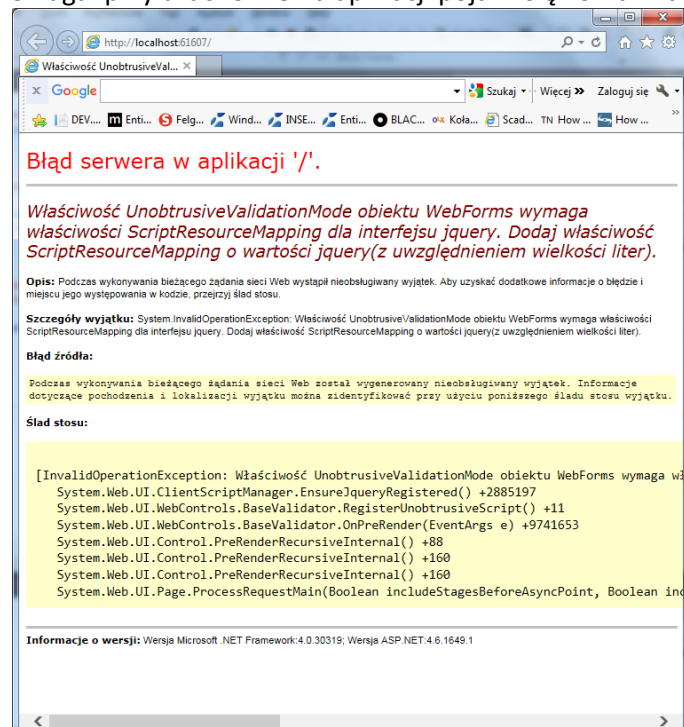 http://localhost:61607/
Właściwość UnobtrusiveVal... ×
x Google Szukaj Więcej » Zaloguj się
DEV.... Enti... Felg... Wind... INSE... Enti... BLAC... Koła... Scad... TN How ... How ... »
Błąd serwera w aplikacji '/'.
Właściwość UnobtrusiveValidationMode obiektu WebForms wymaga
właściwości ScriptResourceMapping dla interfejsu jquery. Dodaj właściwość
ScriptResourceMapping o wartości jquery(z uwzględnieniem wielkości liter).
Opis: Podczas wykonywania bieżącego żądania sieci Web wystąpił nieobsługiwany wyjątek. Aby uzyskać dodatkowe informacje o błędzie i
miejscu jego występowania w kodzie, przejrzyj ślad stosu.
Szczegóły wyjątku: System.InvalidOperationException: Właściwość UnobtrusiveValidationMode obiektu WebForms wymaga właściwości
ScriptResourceMapping dla interfejsu jquery. Dodaj właściwość ScriptResourceMapping o wartości jquery(z uwzględnieniem wielkości liter).
Błąd źródła:
Podczas wykonywania bieżącego żądania sieci Web został wygenerowany nieobsługiwany wyjątek. Informacje
dotyczące pochodzenia i lokalizacji wyjątku można zidentyfikować przy użyciu poniższego śladu stosu wyjątku.
Ślad stosu:
[InvalidOperationException: Właściwość UnobtrusiveValidationMode obiektu WebForms wymaga wł
System.Web.UI.ClientScriptManager.EnsureJqueryRegistered() +2885197
System.Web.UI.WebControls.BaseValidator.RegisterUnobtrusiveScript() +11
System.Web.UI.WebControls.BaseValidator.OnPreRender(EventArgs e) +9741653
System.Web.UI.Control.PreRenderRecursiveInternal() +88
System.Web.UI.Control.PreRenderRecursiveInternal() +160
System.Web.UI.Control.PreRenderRecursiveInternal() +160
System.Web.UI.Page.ProcessRequestMain(Boolean includeStagesBeforeAsyncPoint, Boolean inc
Informacje o wersji: Wersja Microsoft .NET Framework:4.0.30319; Wersja ASP.NET:4.6.1649.1